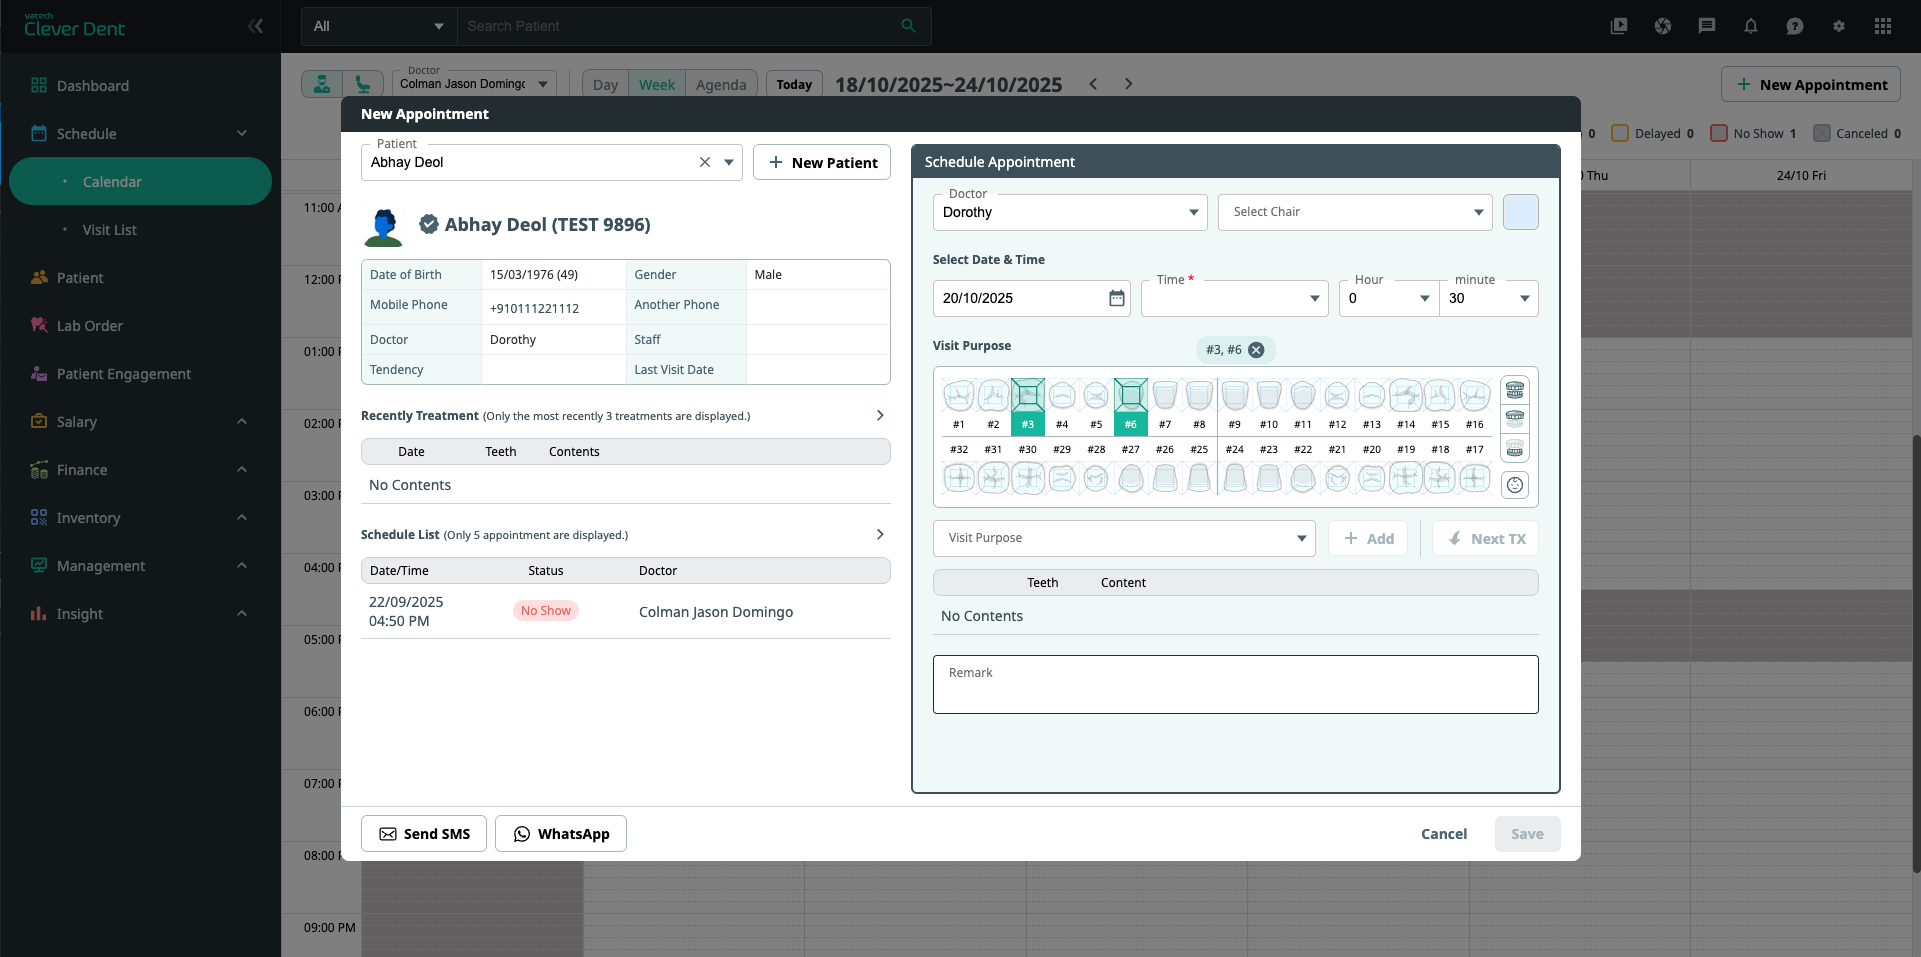 vatech
Clever Dent
All
Search Patient
Dashboard
Schedule
Calendar
Visit List
Patient
Lab Order
Patient Engagement
Salary
Finance
Inventory
Management
Insight
Doctor
Colman Jason Domingo
Day
Week
Agenda
Today
18/10/2025~24/10/2025
New Appointment
0
Delayed 0
No Show 1
Canceled 0
Thu
24/10 Fri
11:00
12:00
01:00
02:00
03:00
04:00
05:00
06:00
07:00
08:00
09:00 PM
New Appointment
Patient
Abhay Deol
New Patient
Abhay Deol (TEST 9896)
Date of Birth 15/03/1976 (49) Gender Male
Mobile Phone +910111221112 Another Phone
Doctor Dorothy Staff
Tendency Last Visit Date
Recently Treatment (Only the most recently 3 treatments are displayed.)
Date Teeth Contents
No Contents
Schedule List (Only 5 appointment are displayed.)
Date/Time Status Doctor
22/09/2025
04:50 PM
No Show
Colman Jason Domingo
Schedule Appointment
Doctor
Dorothy
Select Chair
Select Date & Time
20/10/2025
Time *
Hour
0
minute
30
Visit Purpose
#3, #6
#1 #2 #3 #4 #5 #6 #7 #8 #9 #10 #11 #12 #13 #14 #15 #16
#32 #31 #30 #29 #28 #27 #26 #25 #24 #23 #22 #21 #20 #19 #18 #17
Visit Purpose
Add
Next TX
Teeth Content
No Contents
Remark
Send SMS
WhatsApp
Cancel
Save